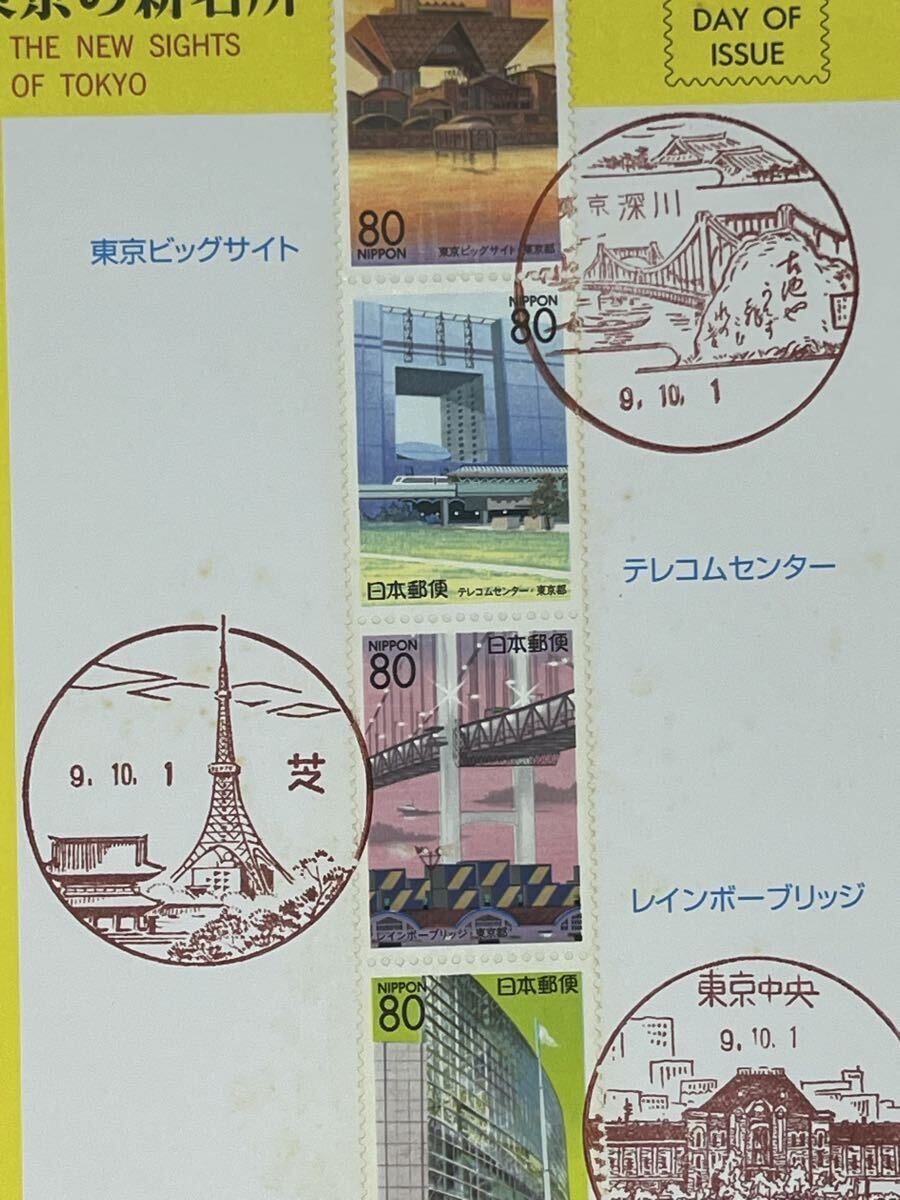 東京の新名所
THE NEW SIGHTS
OF TOKYO
DAY OF
ISSUE
80
NIPPON
東京ビッグサイト・東京都
東京ビッグサイト
京深川
古池や
水の音
9. 10. 1
NIPPON
80
日本郵便
テレコムセンター・東京都
テレコムセンター
NIPPON
80
日本郵便
レインボーブリッジ・東京都
9. 10. 1
芝
レインボーブリッジ
NIPPON
80
日本郵便
東京中央
9. 10. 1